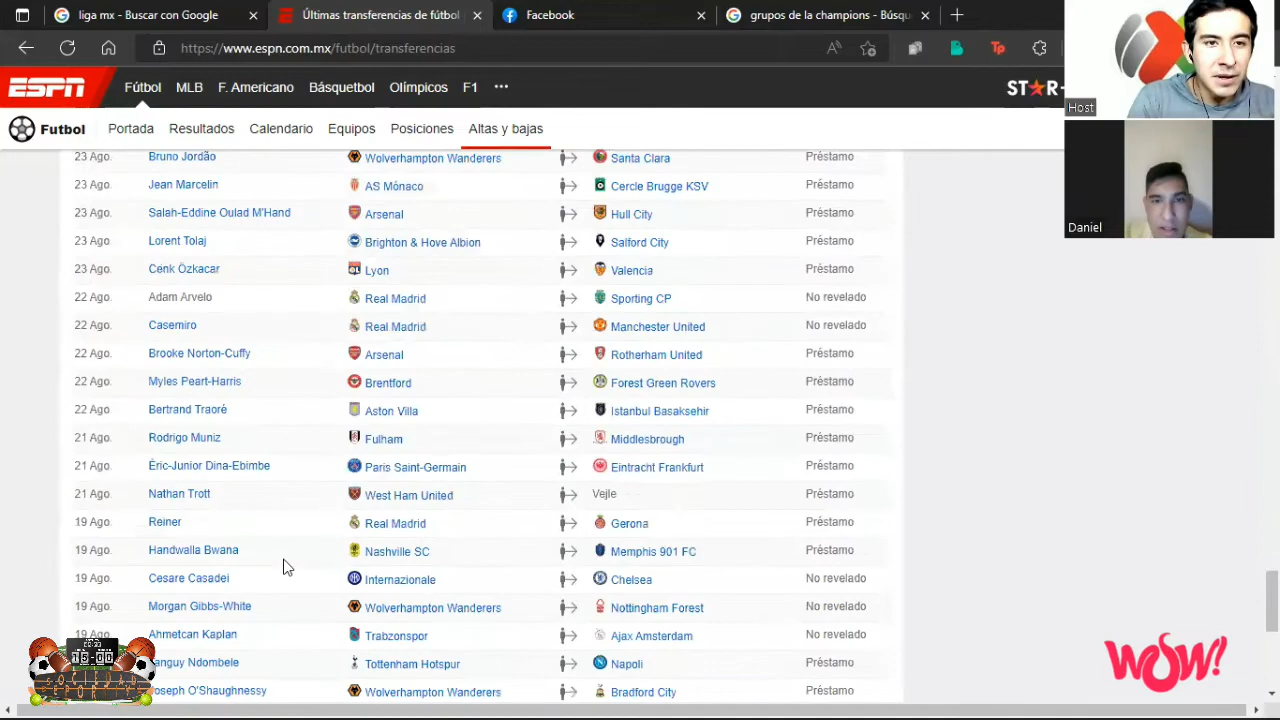 liga mx - Buscar con Google
Últimas transferencias de fútbol
Facebook
grupos de la champions - Búsqu
https://www.espn.com.mx/futbol/transferencias
ESPN Fútbol MLB F. Americano Básquetbol Olímpicos F1 ... ST★R
Futbol Portada Resultados Calendario Equipos Posiciones Altas y bajas
Host
Daniel
23 Ago. Bruno Jordão Wolverhampton Wanderers Santa Clara Préstamo
23 Ago. Jean Marcelin AS Mónaco Cercle Brugge KSV Préstamo
23 Ago. Salah-Eddine Oulad M'Hand Arsenal Hull City Préstamo
23 Ago. Lorent Tolaj Brighton & Hove Albion Salford City Préstamo
23 Ago. Cenk Özkacar Lyon Valencia Préstamo
22 Ago. Adam Arvelo Real Madrid Sporting CP No revelado
22 Ago. Casemiro Real Madrid Manchester United No revelado
22 Ago. Brooke Norton-Cuffy Arsenal Rotherham United Préstamo
22 Ago. Myles Peart-Harris Brentford Forest Green Rovers Préstamo
22 Ago. Bertrand Traoré Aston Villa Istanbul Basaksehir Préstamo
21 Ago. Rodrigo Muniz Fulham Middlesbrough Préstamo
21 Ago. Éric-Junior Dina-Ebimbe Paris Saint-Germain Eintracht Frankfurt Préstamo
21 Ago. Nathan Trott West Ham United Vejle Préstamo
19 Ago. Reiner Real Madrid Gerona Préstamo
19 Ago. Handwalla Bwana Nashville SC Memphis 901 FC Préstamo
19 Ago. Cesare Casadei Internazionale Chelsea No revelado
19 Ago. Morgan Gibbs-White Wolverhampton Wanderers Nottingham Forest No revelado
19 Ago. Ahmetcan Kaplan Trabzonspor Ajax Amsterdam No revelado
anguy Ndombele Tottenham Hotspur Napoli Préstamo
oseph O'Shaughnessy Wolverhampton Wanderers Bradford City Préstamo
WOW!